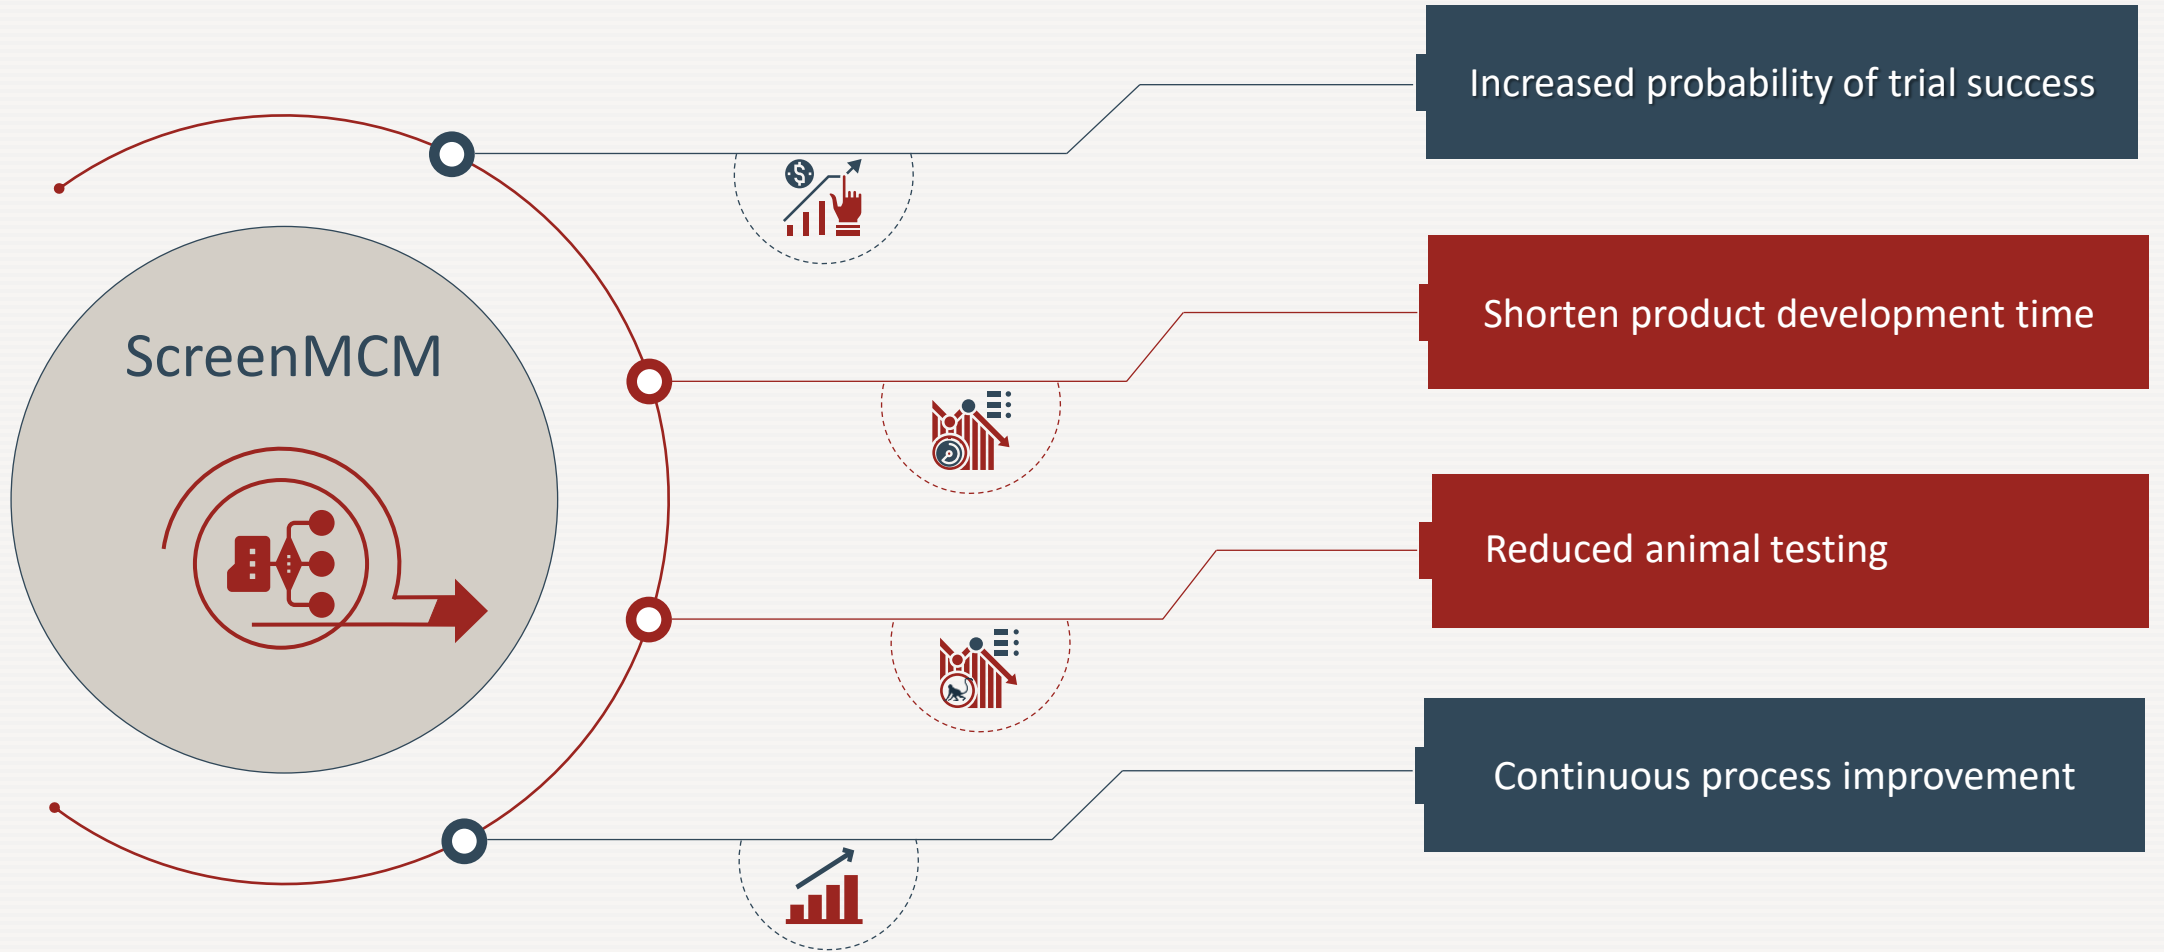 ScreenMCM
Increased probability of trial success
Shorten product development time
Reduced animal testing
Continuous process improvement